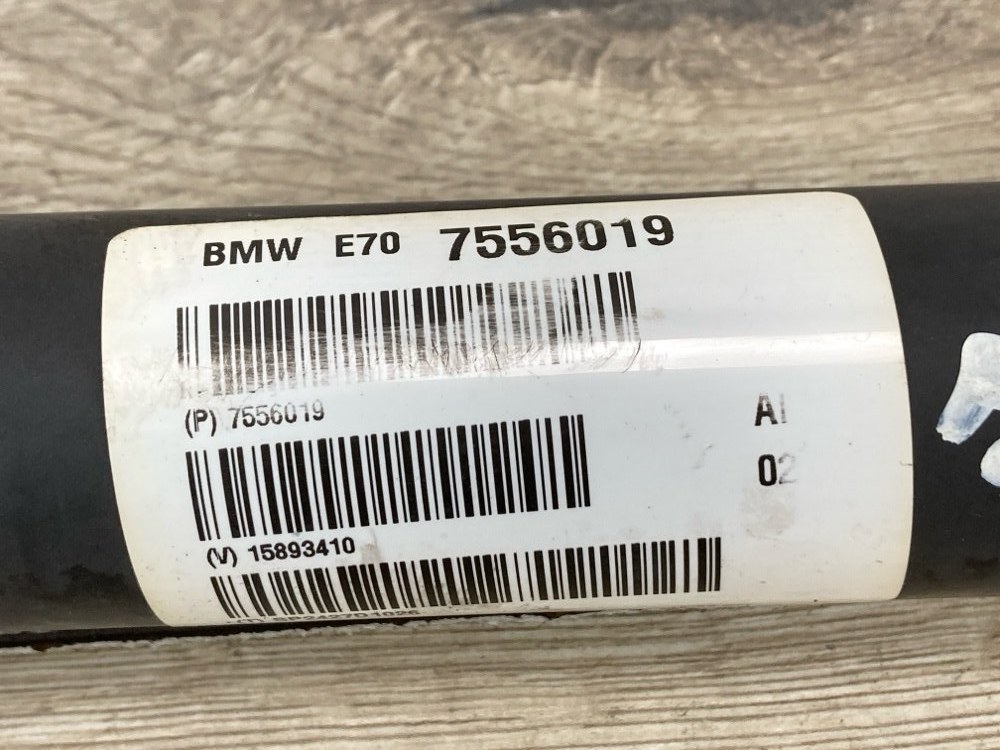 BMW E70 7556019
(P) 7556019
AI
02
(V) 15893410